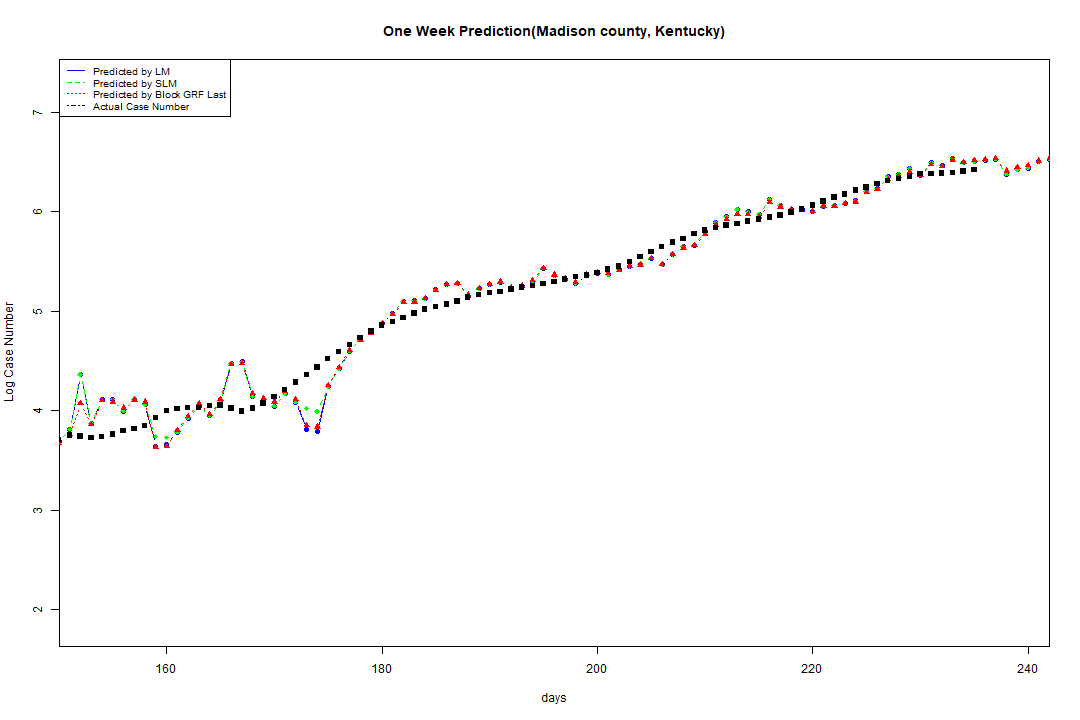 One Week Prediction(Madison county, Kentucky)
Predicted by LM
Predicted by SLM
Predicted by Block GRF Last
Actual Case Number
7
6
5
4
3
2
Log Case Number
160 180 200 220 240
days